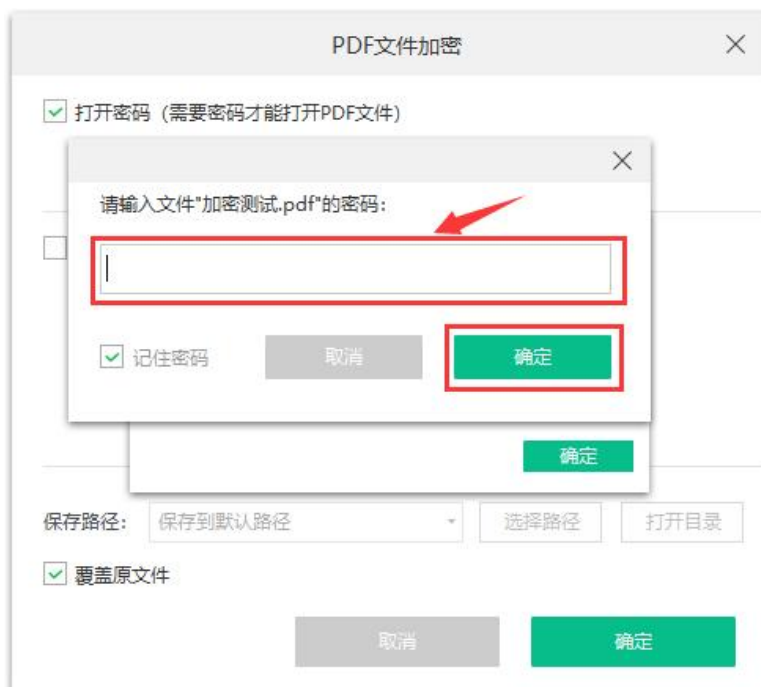 PDF文件加密
打开密码（需要密码才能打开PDF文件）
请输入文件"加密测试.pdf"的密码：
记住密码 取消 确定
确定
保存路径： 保存到默认路径 选择路径 打开目录
覆盖原文件
取消 确定